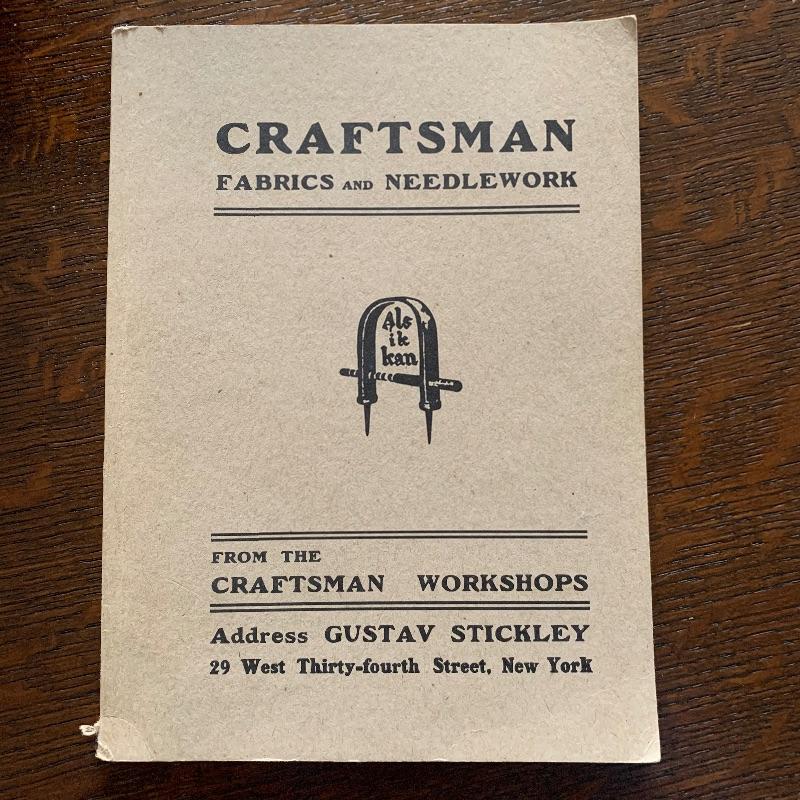 CRAFTSMAN
FABRICS AND NEEDLEWORK
Als
ik
kan
FROM THE
CRAFTSMAN WORKSHOPS
Address GUSTAV STICKLEY
29 West Thirty-fourth Street, New York